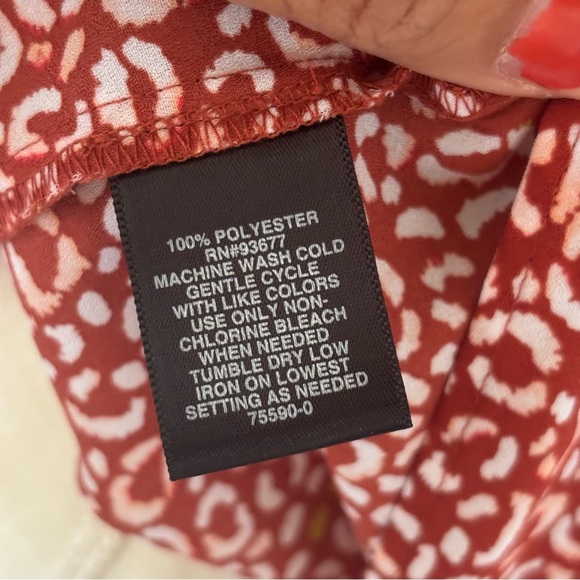 100% POLYESTER
RN#93677
MACHINE WASH COLD
GENTLE CYCLE
WITH LIKE COLORS
USE ONLY NON-
CHLORINE BLEACH
WHEN NEEDED
TUMBLE DRY LOW
IRON ON LOWEST
SETTING AS NEEDED
75590-0